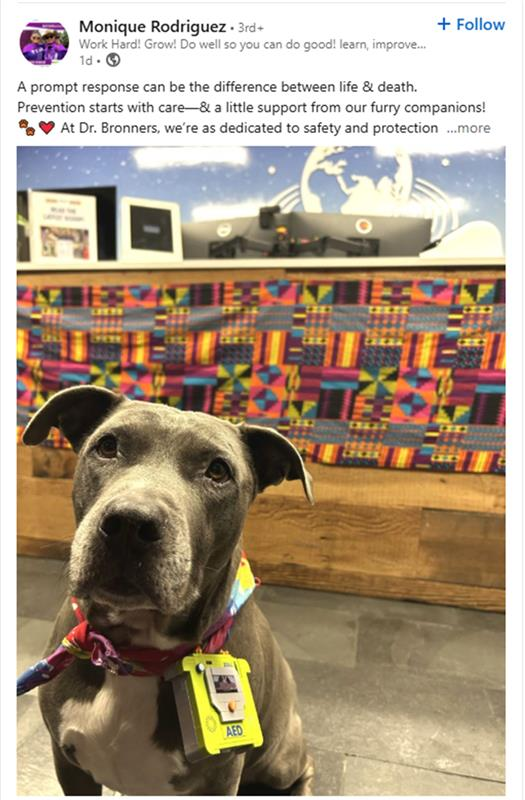 Monique Rodriguez • 3rd+
+ Follow
Work Hard! Grow! Do well so you can do good! learn, improve...
1d •
A prompt response can be the difference between life & death.
Prevention starts with care—& a little support from our furry companions!
🐾 ❤️ At Dr. Bronners, we're as dedicated to safety and protection ...more
READ THE
AED